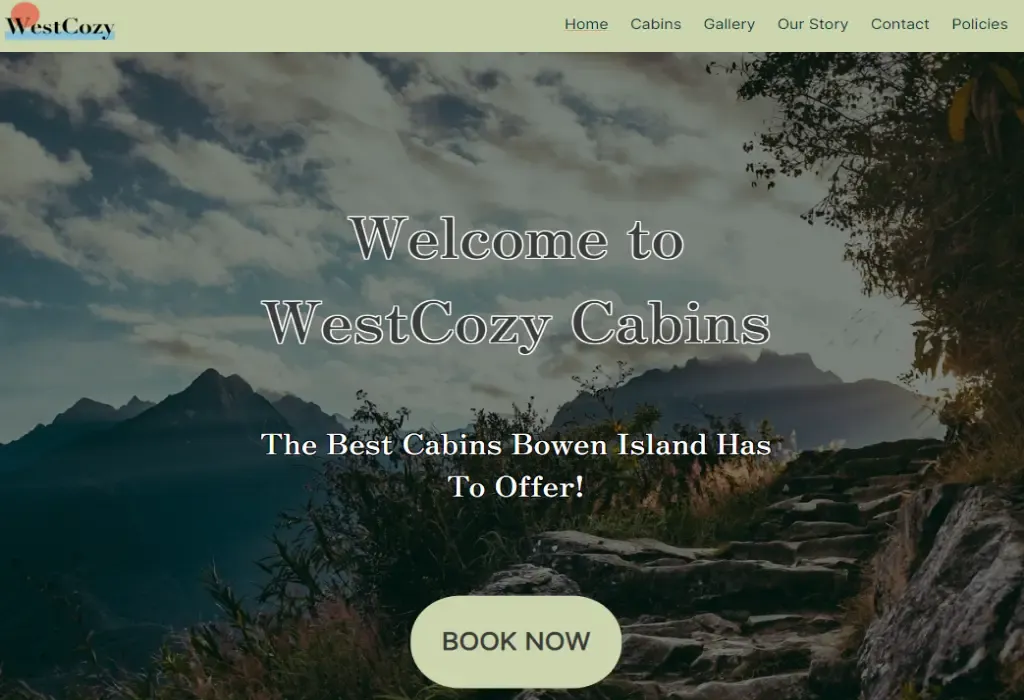 WestCozy
Home Cabins Gallery Our Story Contact Policies
Welcome to
WestCozy Cabins
The Best Cabins Bowen Island Has
To Offer!
BOOK NOW